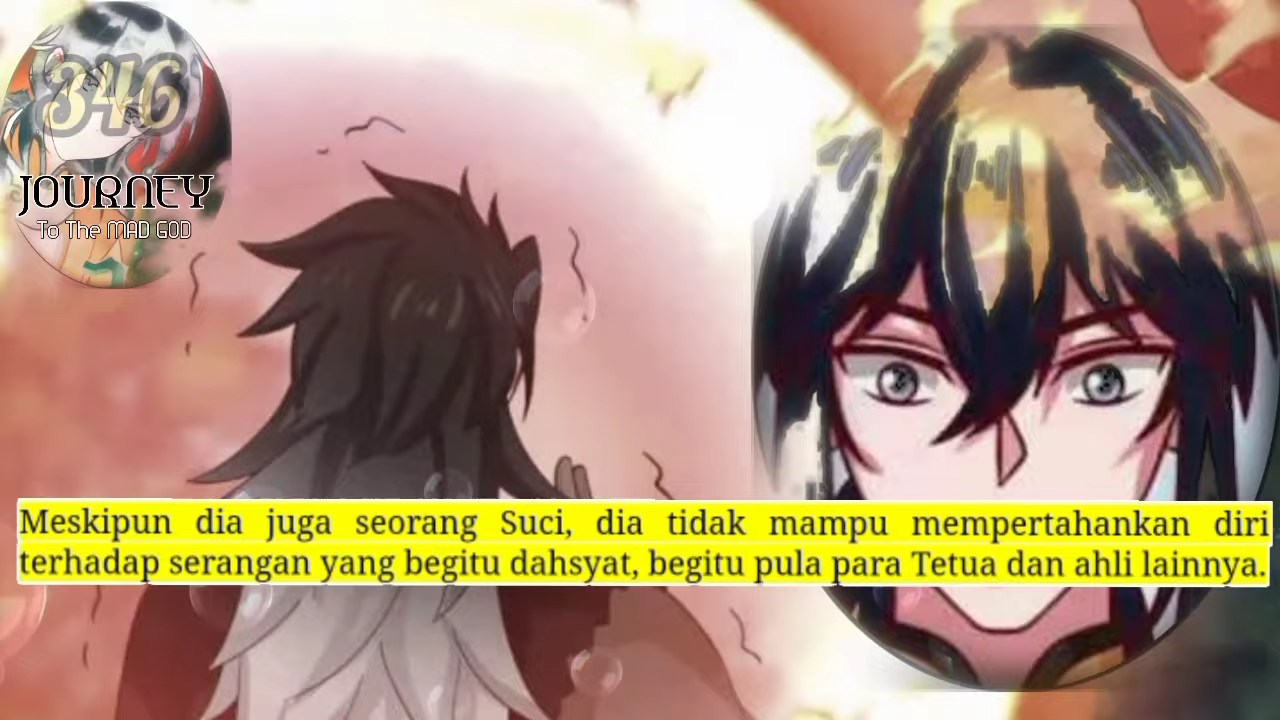 346
JOURNEY
To The MAD GOD
Meskipun dia juga seorang Suci, dia tidak mampu mempertahankan diri
terhadap serangan yang begitu dahsyat, begitu pula para Tetua dan ahli lainnya.